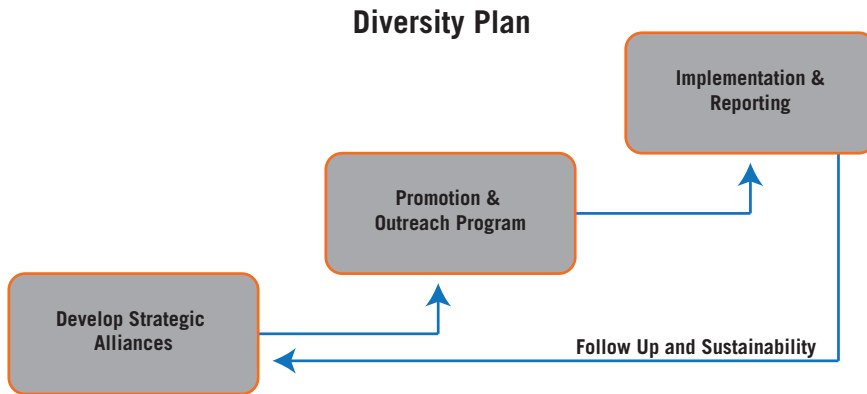 Diversity Plan
Implementation &
Reporting
Promotion &
Outreach Program
Develop Strategic
Alliances
Follow Up and Sustainability